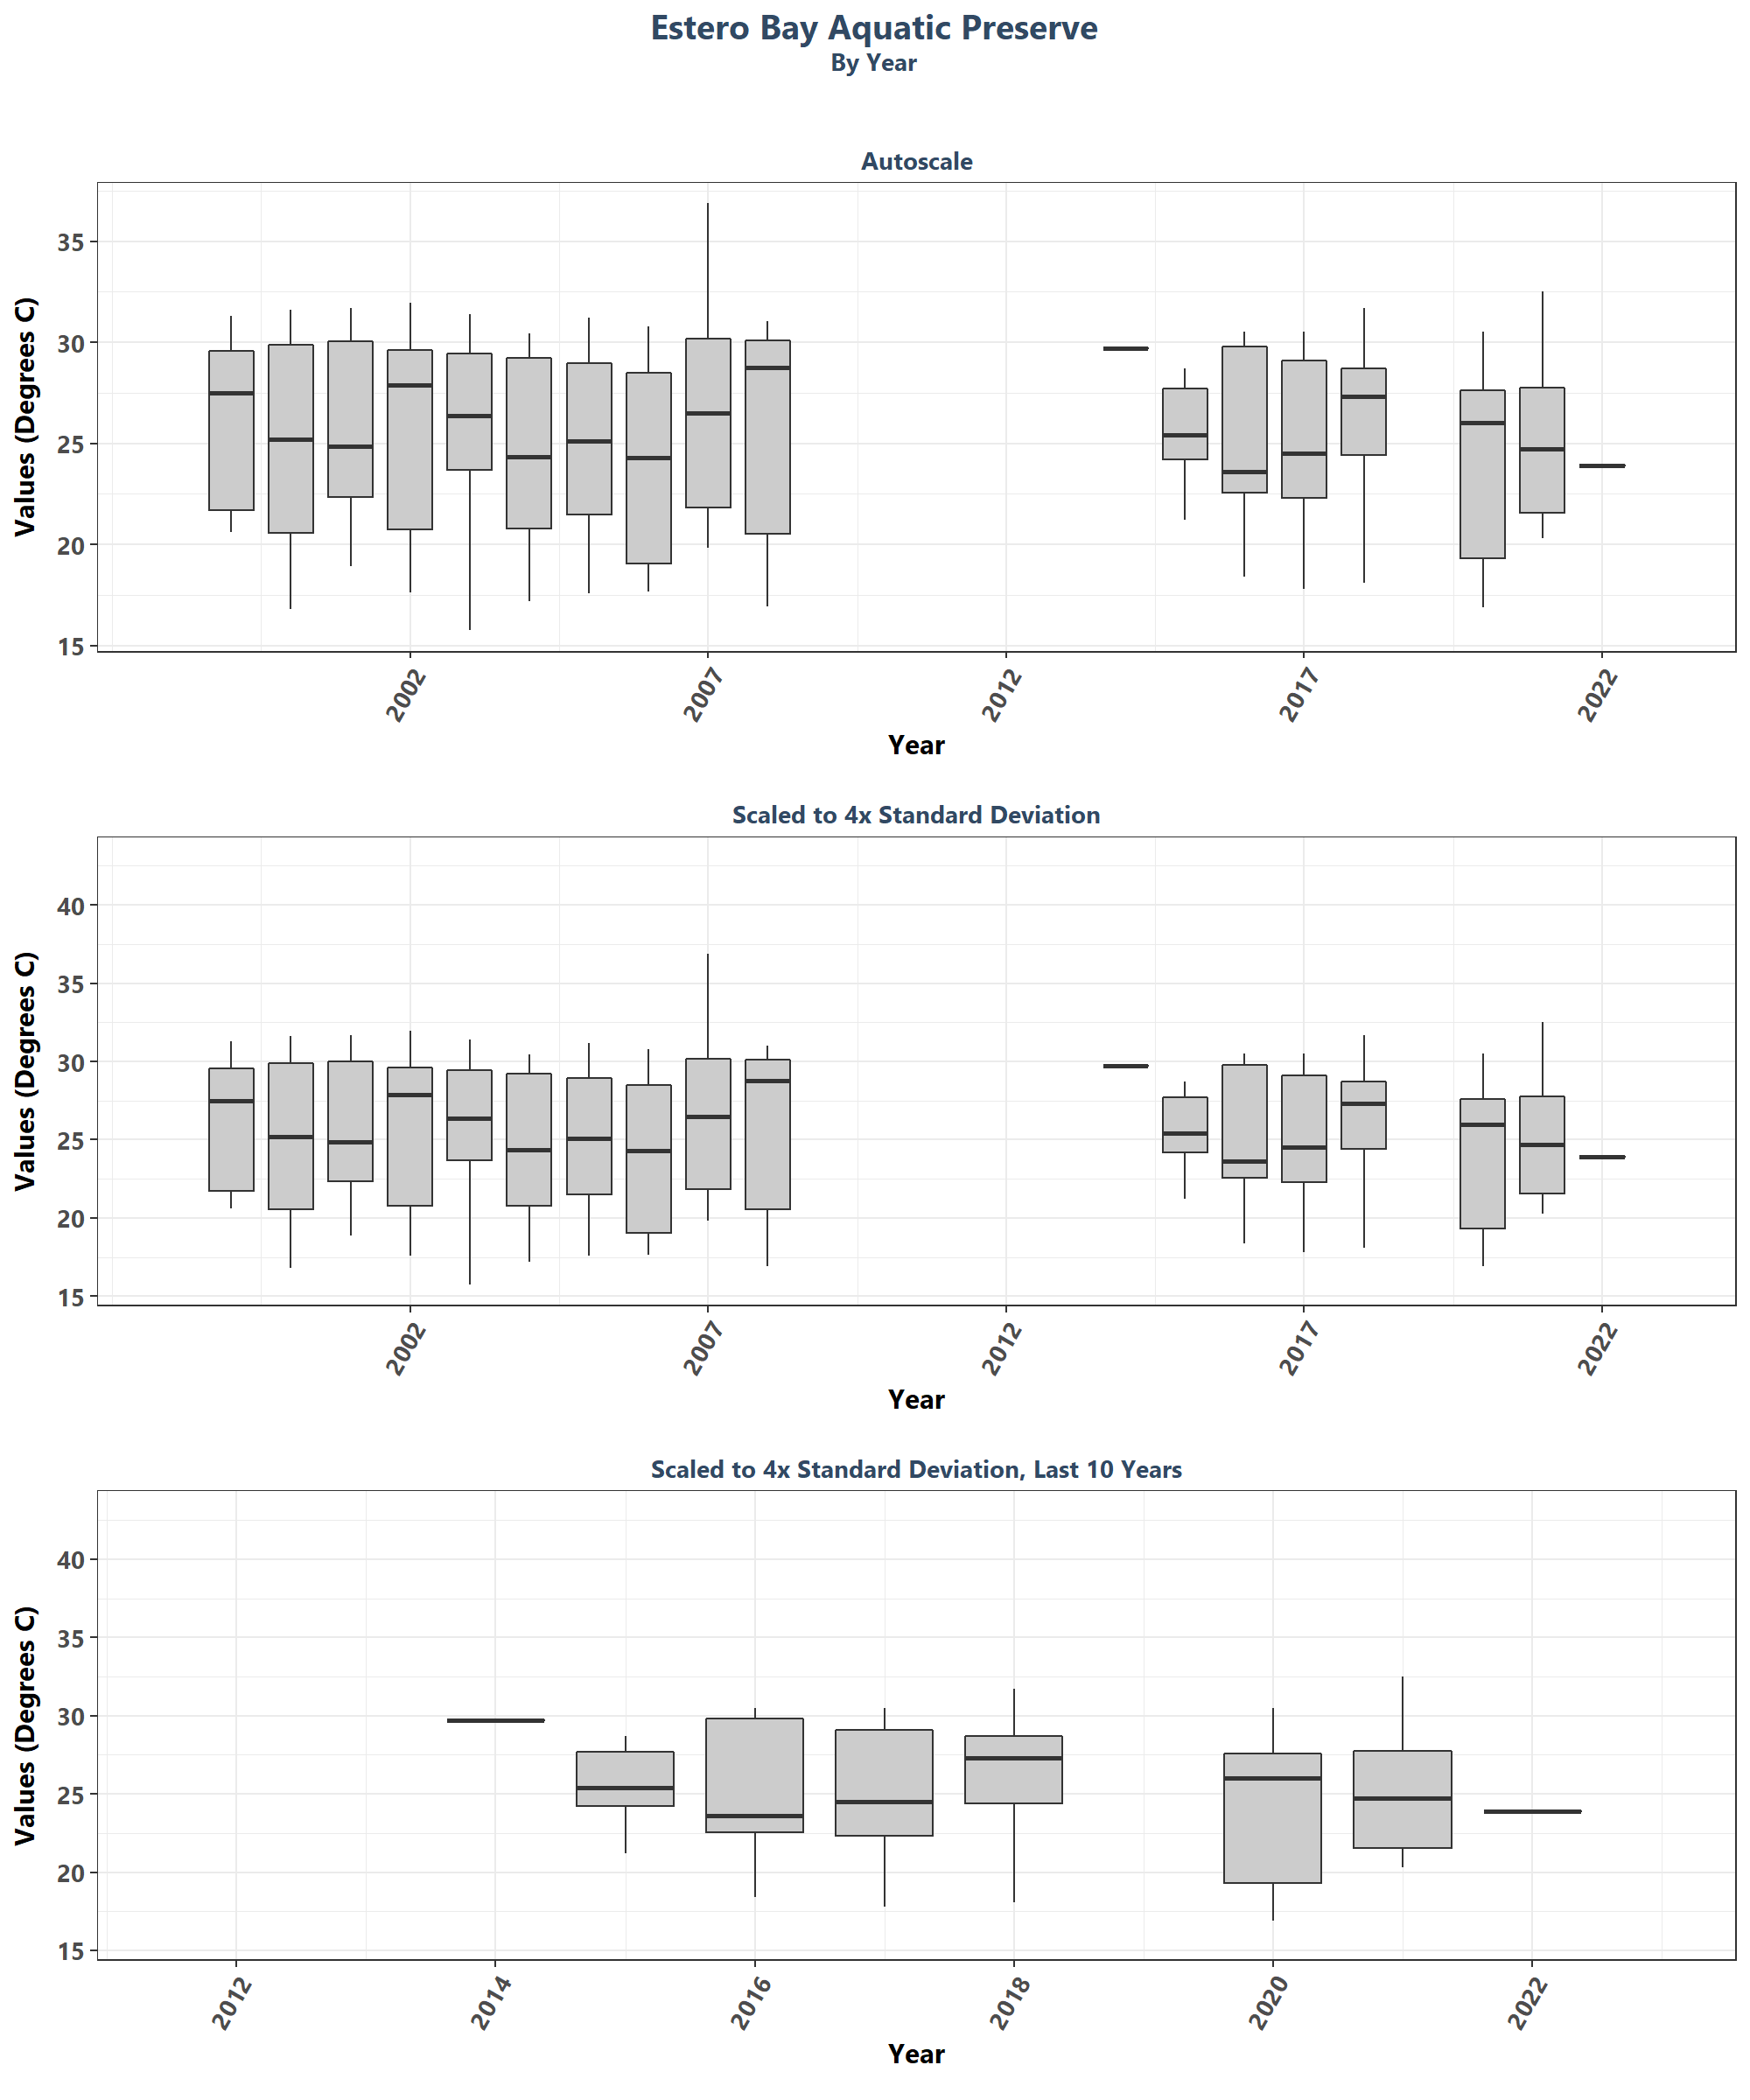 Estero Bay Aquatic Preserve
By Year
Autoscale
Values (Degrees C)
35
30
25
20
15
2002 2007 2012 2017 2022
Year
Scaled to 4x Standard Deviation
Values (Degrees C)
40
35
30
25
20
15
2002 2007 2012 2017 2022
Year
Scaled to 4x Standard Deviation, Last 10 Years
Values (Degrees C)
40
35
30
25
20
15
2012 2014 2016 2018 2020 2022
Year